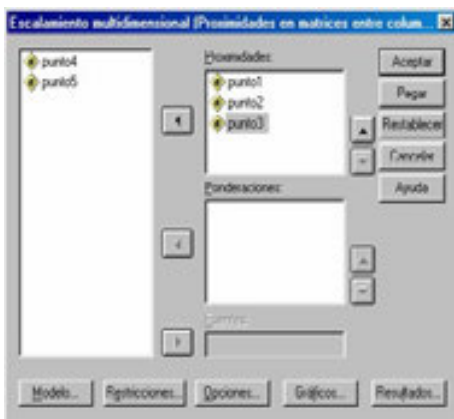 Escalamiento multidimensional (Proximidades en matrices entre colum...
punto4
punto5
Proximidades:
punto1
punto2
punto3
Ponderaciones:
Fuentes:
Aceptar
Pegar
Restablecer
Cancelar
Ayuda
Modelo...
Restricciones...
Opciones...
Gráficos...
Resultados...